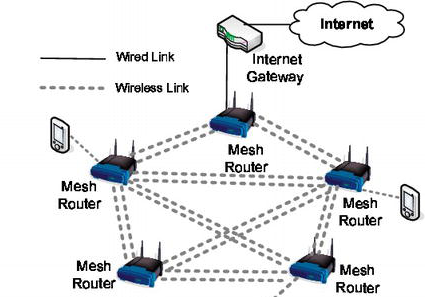 Internet
Wired Link
Internet
Gateway
Wireless Link
Mesh
Router
Mesh
Router
Mesh
Router
Mesh
Router
Mesh
Router